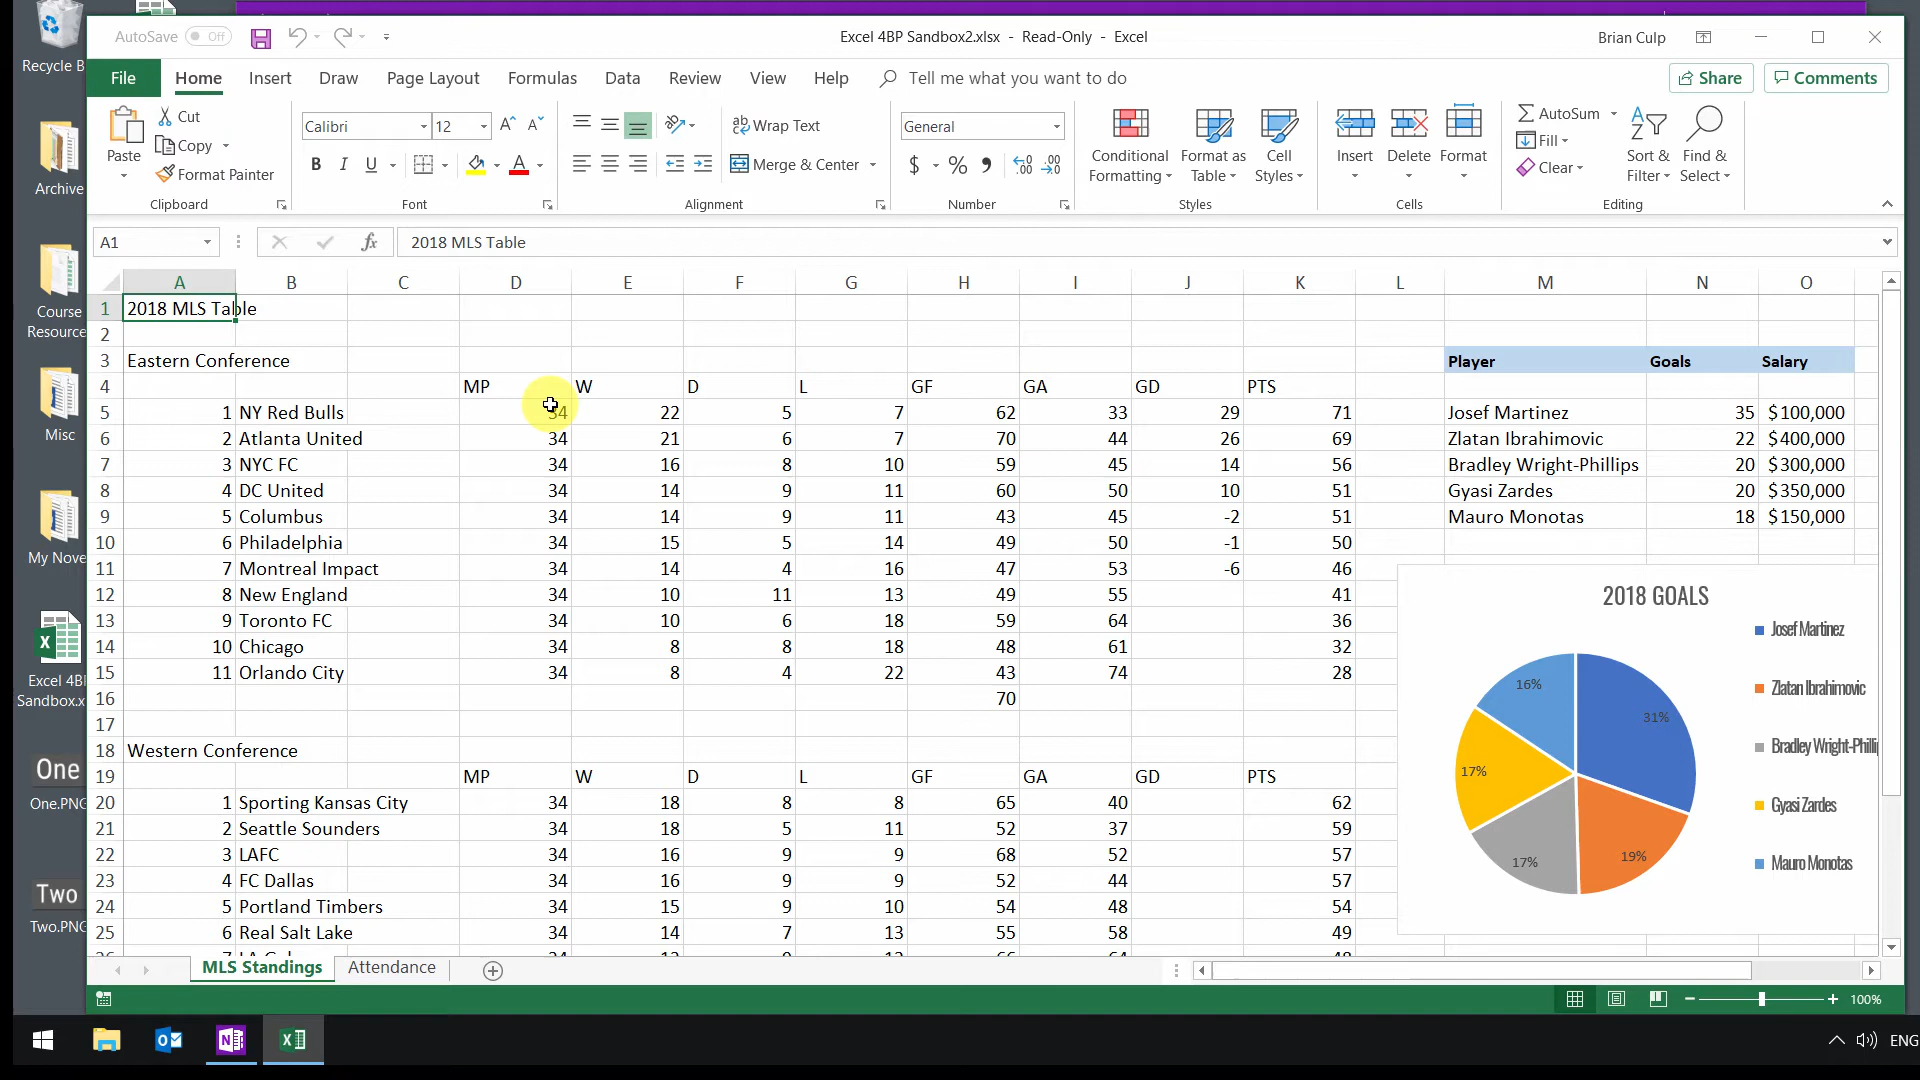 AutoSave Off
Excel 4BP Sandbox2.xlsx - Read-Only - Excel
Brian Culp
File Home Insert Draw Page Layout Formulas Data Review View Help Tell me what you want to do Share Comments
Paste
Cut
Copy
Format Painter
Clipboard
Calibri 12
B I U
Font
ab Wrap Text
Merge & Center
Alignment
General
$ % ,
Number
Conditional Formatting
Format as Table
Cell Styles
Styles
Insert Delete Format
Cells
AutoSum
Fill
Clear
Sort & Filter
Find & Select
Editing
A1 fx 2018 MLS Table
A B C D E F G H I J K L M N O
1 2018 MLS Table
2
3 Eastern Conference Player Goals Salary
4 MP W D L GF GA GD PTS
5 1 NY Red Bulls 34 22 5 7 62 33 29 71 Josef Martinez 35 $100,000
6 2 Atlanta United 34 21 6 7 70 44 26 69 Zlatan Ibrahimovic 22 $400,000
7 3 NYC FC 34 16 8 10 59 45 14 56 Bradley Wright-Phillips 20 $300,000
8 4 DC United 34 14 9 11 60 50 10 51 Gyasi Zardes 20 $350,000
9 5 Columbus 34 14 9 11 43 45 -2 51 Mauro Monotas 18 $150,000
10 6 Philadelphia 34 15 5 14 49 50 -1 50
11 7 Montreal Impact 34 14 4 16 47 53 -6 46
12 8 New England 34 10 11 13 49 55 41
13 9 Toronto FC 34 10 6 18 59 64 36
14 10 Chicago 34 8 8 18 48 61 32
15 11 Orlando City 34 8 4 22 43 74 28
16 70
17
18 Western Conference
19 MP W D L GF GA GD PTS
20 1 Sporting Kansas City 34 18 8 8 65 40 62
21 2 Seattle Sounders 34 18 5 11 52 37 59
22 3 LAFC 34 16 9 9 68 52 57
23 4 FC Dallas 34 16 9 9 52 44 57
24 5 Portland Timbers 34 15 9 10 54 48 54
25 6 Real Salt Lake 34 14 7 13 55 58 49
2018 GOALS
31%
19%
17%
17%
16%
Josef Martinez
Zlatan Ibrahimovic
Bradley Wright-Philli
Gyasi Zardes
Mauro Monotas
MLS Standings Attendance
100%
Recycle B
Archive
Course
Resource
Misc
My Nove
Excel 4BP
Sandbox.x
One
One.PNG
Two
Two.PNG
ENG